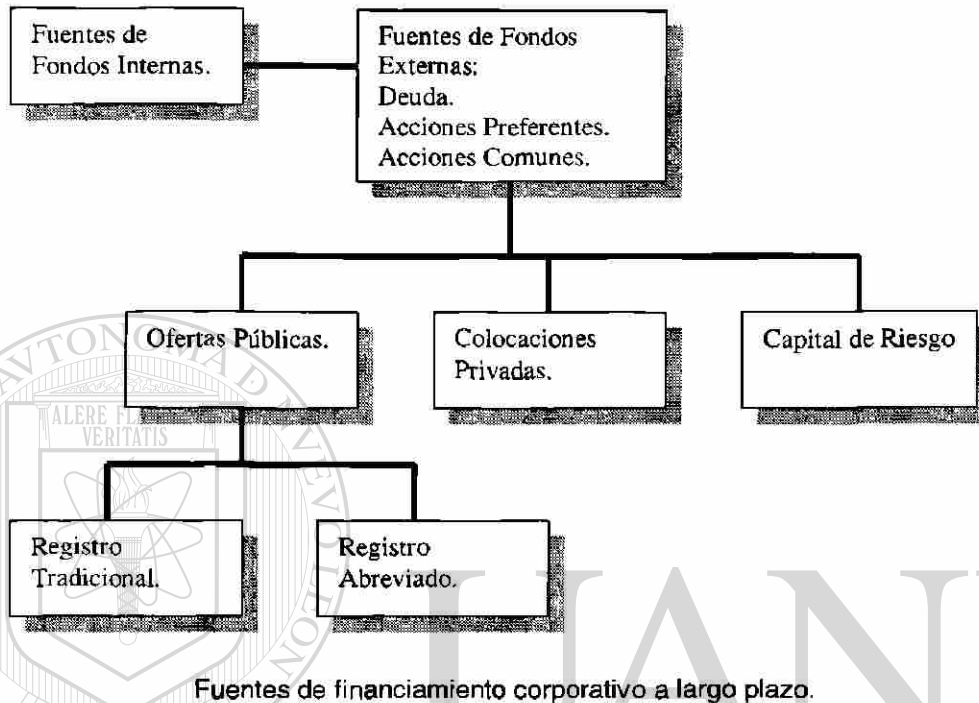 Fuentes de
Fondos Internas.
Fuentes de Fondos
Externas:
Deuda.
Acciones Preferentes.
Acciones Comunes.
Ofertas Públicas.
Colocaciones
Privadas.
Capital de Riesgo
ALERE
VERITATIS
Registro
Tradicional.
Registro
Abreviado.
UAN
Fuentes de financiamiento corporativo a largo plazo.